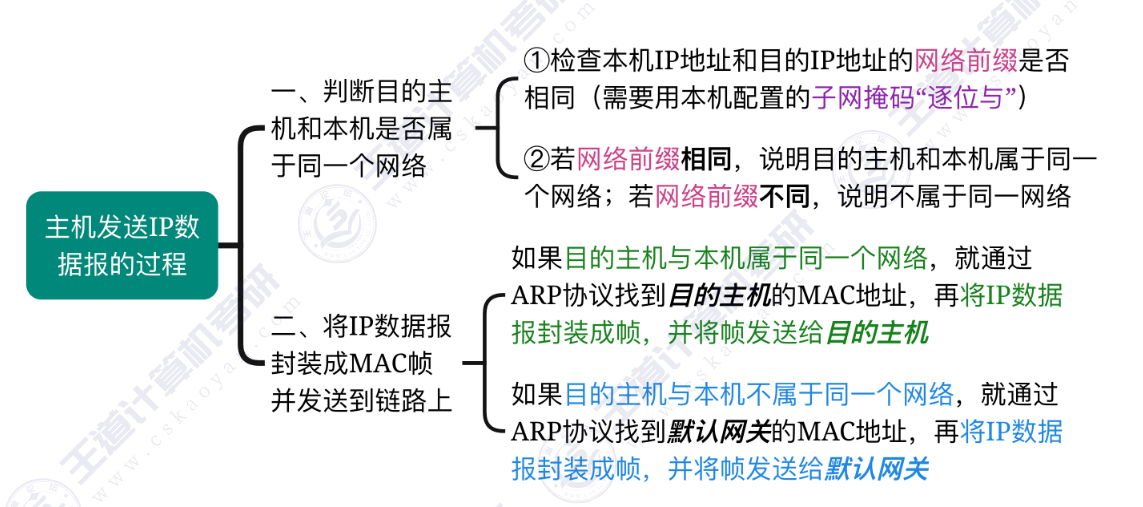 主机发送IP数
据报的过程
一、判断目的主
机和本机是否属
于同一个网络
①检查本机IP地址和目的IP地址的网络前缀是否
相同（需要用本机配置的子网掩码“逐位与”）
②若网络前缀相同，说明目的主机和本机属于同一
个网络；若网络前缀不同，说明不属于同一网络
二、将IP数据报
封装成MAC帧
并发送到链路上
如果目的主机与本机属于同一个网络，就通过
ARP协议找到目的主机的MAC地址，再将IP数据
报封装成帧，并将帧发送给目的主机
如果目的主机与本机不属于同一个网络，就通过
ARP协议找到默认网关的MAC地址，再将IP数据
报封装成帧，并将帧发送给默认网关
王道计算机考研
www.cskaoyan.com